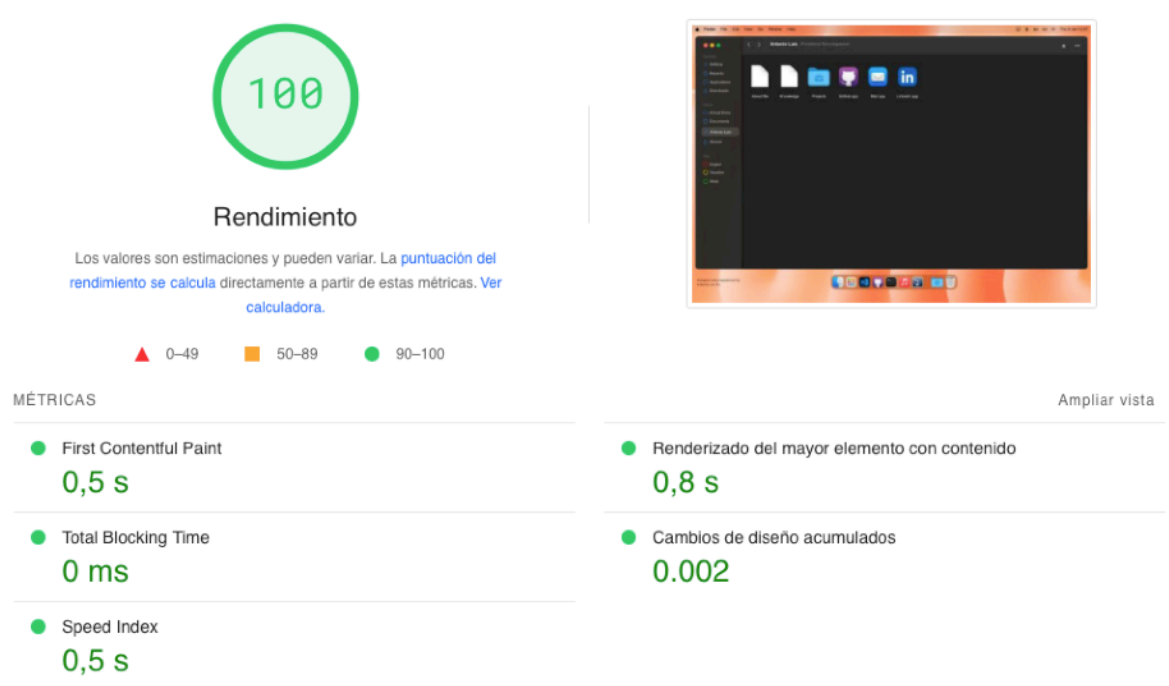 100
Rendimiento
Los valores son estimaciones y pueden variar. La puntuación del
rendimiento se calcula directamente a partir de estas métricas. Ver
calculadora.
0–49
50–89
90–100
MÉTRICAS
Ampliar vista
First Contentful Paint
0,5 s
Renderizado del mayor elemento con contenido
0,8 s
Total Blocking Time
0 ms
Cambios de diseño acumulados
0.002
Speed Index
0,5 s